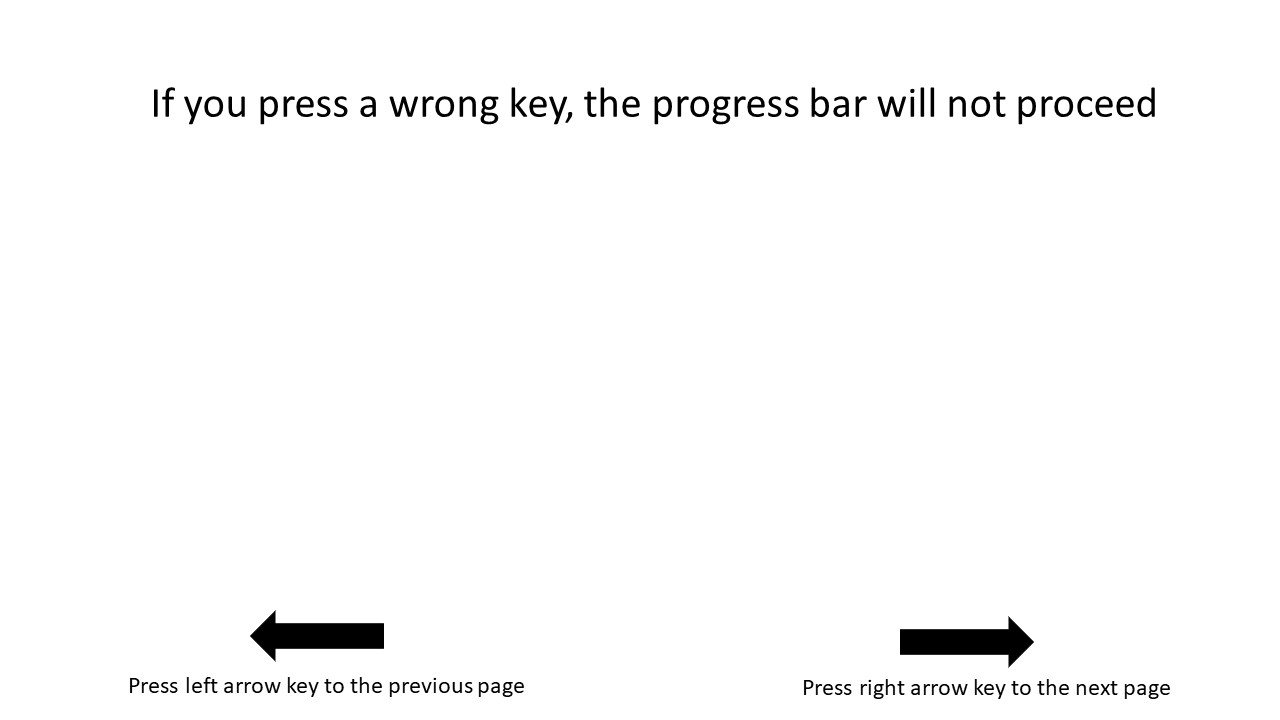 If you press a wrong key, the progress bar will not proceed
Press left arrow key to the previous page
Press right arrow key to the next page